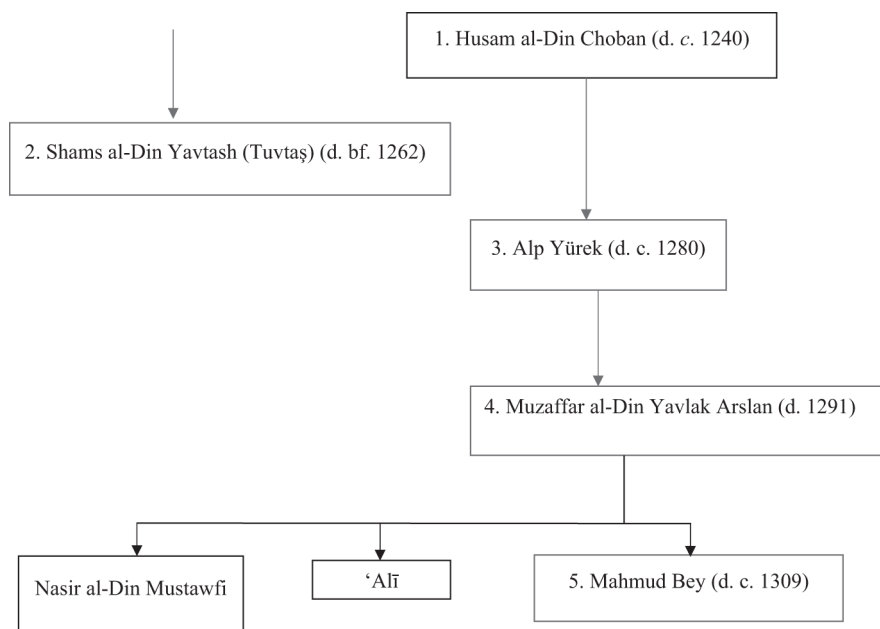 1. Husam al-Din Choban (d. c. 1240)
2. Shams al-Din Yavtash (Tuvtaş) (d. bf. 1262)
3. Alp Yürek (d. c. 1280)
4. Muzaffar al-Din Yavlak Arslan (d. 1291)
Nasir al-Din Mustawfi
‘Alī
5. Mahmud Bey (d. c. 1309)